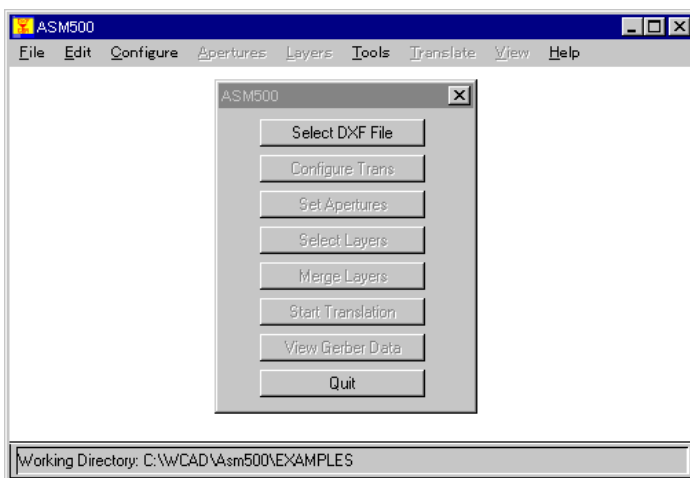 ASM500
File Edit Configure Apertures Layers Tools Translate View Help
ASM500
Select DXF File
Configure Trans
Set Apertures
Select Layers
Merge Layers
Start Translation
View Gerber Data
Quit
Working Directory: C:\WCAD\Asm500\EXAMPLES